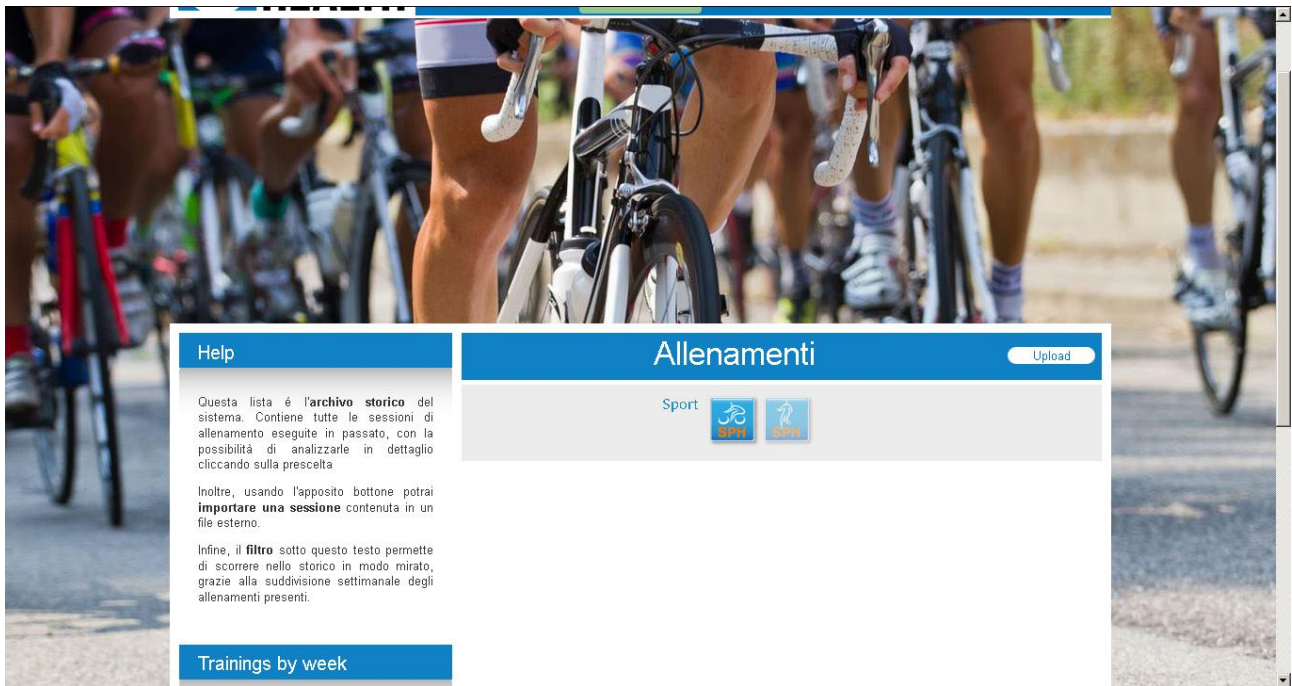 Help
Questa lista é l'archivo storico del
sistema. Contiene tutte le sessioni di
allenamento eseguite in passato, con la
possibilità di analizzarle in dettaglio
cliccando sulla prescelta
Inoltre, usando l'apposito bottone potrai
importare una sessione contenuta in un
file esterno.
Infine, il filtro sotto questo testo permette
di scorrere nello storico in modo mirato,
grazie alla suddivisione settimanale degli
allenamenti presenti.
Trainings by week
Allenamenti
Upload
Sport
SPH
SPH